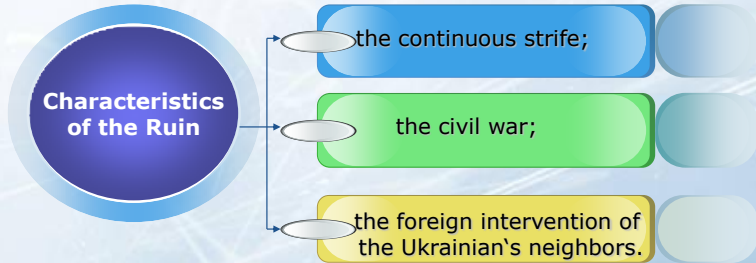 Characteristics
of the Ruin
the continuous strife;
the civil war;
the foreign intervention of
the Ukrainian‘s neighbors.